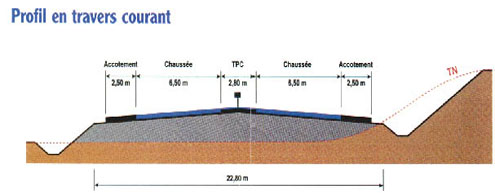 Profil en travers courant
Accotement Chaussée TPC Chaussée Accotement
2,50 m 6,50 m 2,80 m 6,50 m 2,50 m
TN
22,80 m